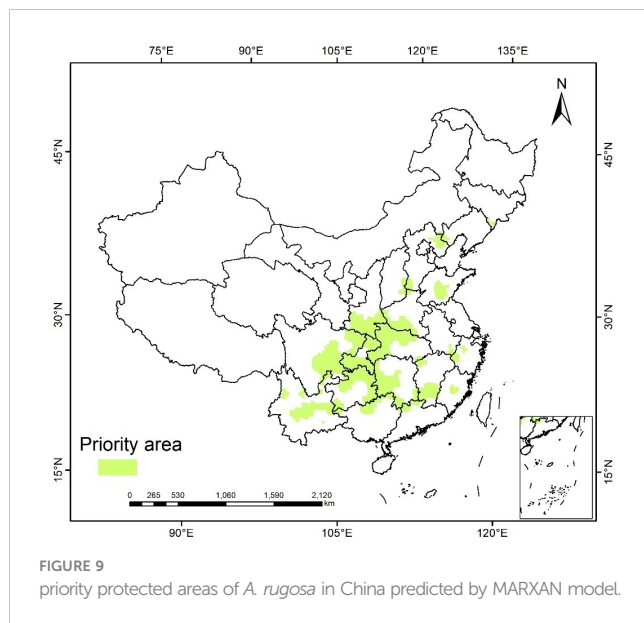 75°E 90°E 105°E 120°E 135°E
N
45°N 45°N
30°N 30°N
15°N 15°N
Priority area
0 265 530 1,060 1,590 2,120
km
90°E 105°E 120°E
FIGURE 9
priority protected areas of A. rugosa in China predicted by MARXAN model.